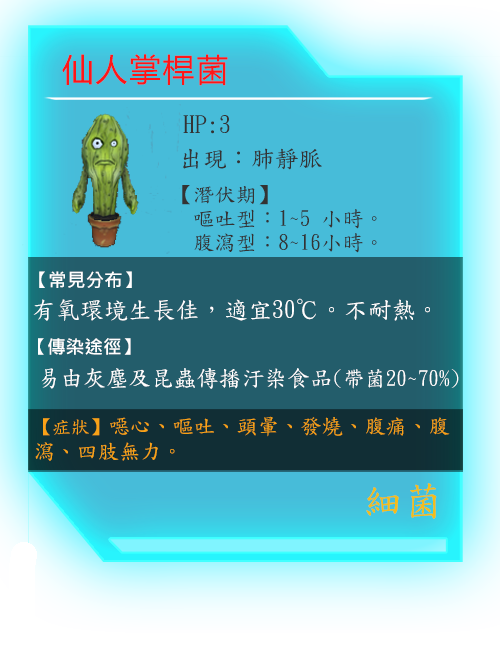 仙人掌桿菌
HP:3
出現：肺靜脈
【潛伏期】
嘔吐型：1~5 小時。
腹瀉型：8~16小時。
【常見分布】
有氧環境生長佳，適宜30℃。不耐熱。
【傳染途徑】
易由灰塵及昆蟲傳播汙染食品(帶菌20~70%)
【症狀】噁心、嘔吐、頭暈、發燒、腹痛、腹
瀉、四肢無力。
細菌